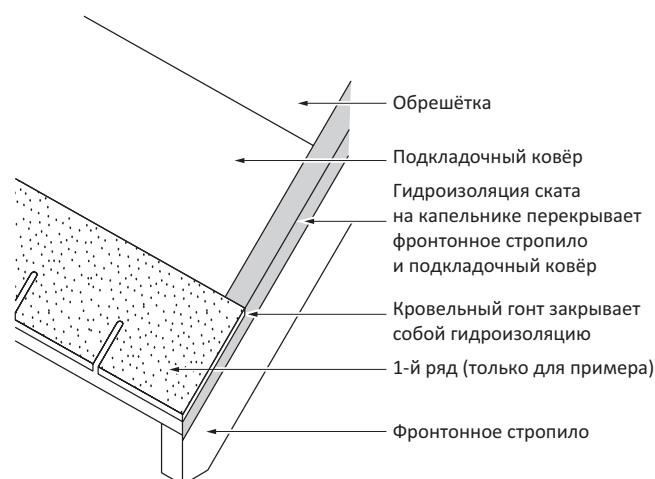 Обрешётка
Подкладочный ковёр
Гидроизоляция ската
на капельнике перекрывает
фронтонное стропило
и подкладочный ковёр
Кровельный гонт закрывает
собой гидроизоляцию
1-й ряд (только для примера)
Фронтонное стропило